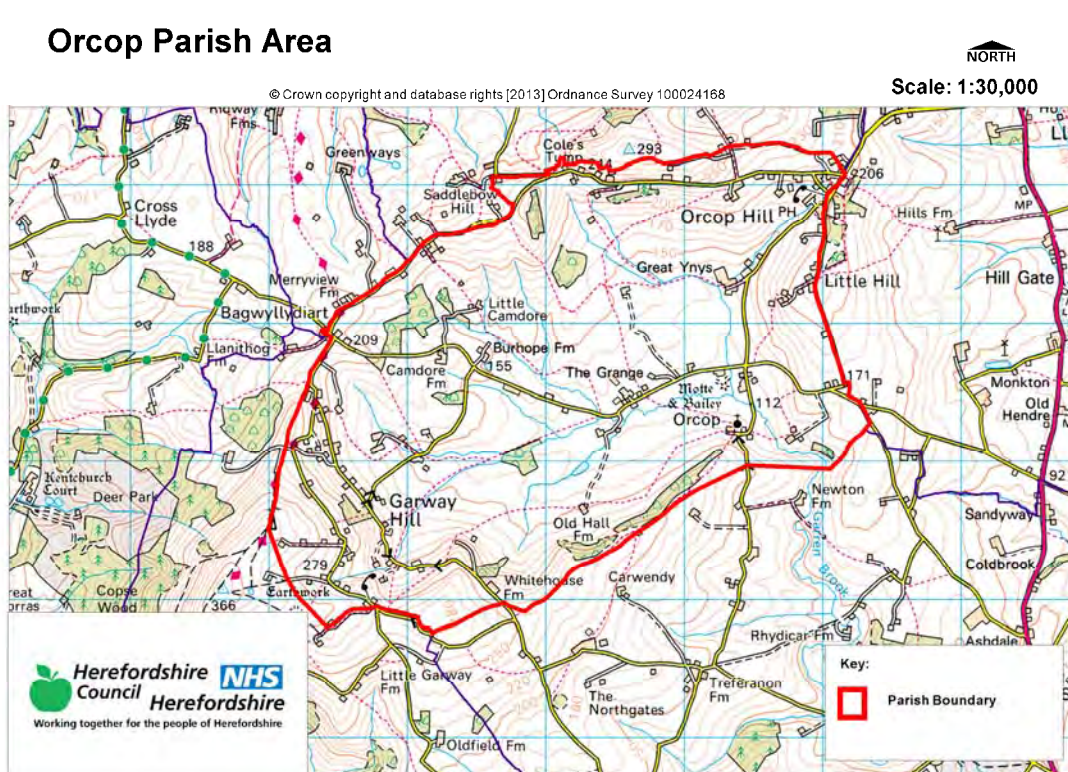 Orcop Parish Area
NORTH
Scale: 1:30,000
© Crown copyright and database rights [2013] Ordnance Survey 100024168
Fms
Greenways
Cole's
Tump
244
293
Saddlebow
Hill
2206
Cross
Llyde
188
Orcop Hill PH
Hills Fm
MP
Merryview
Fm
Great Ynys
Little Hill
Hill Gate
Bagwyllydiart
209
Little
Camdore
Llanithog
Fm
Camdore
Fm
Burhope Fm
155
The Grange
Motte
& Bailey
Orcop
112
171
Monkton
Old
Hendre
Kentchurch
Court
Deer Park
Garway
Hill
Old Hall
Fm
Newton
Fm
Garren
Brook
92
Sandyway
Coldbrook
279
Earthwork
366
Copse
Wood
Whitehouse
Fm
Carwendy
Rhydicar Fm
Ashdale
Little Garway
Fm
The
Northgates
Treferanon
Fm
Oldfield Fm
Herefordshire
Council
NHS
Herefordshire
Working together for the people of Herefordshire
Key:
Parish Boundary